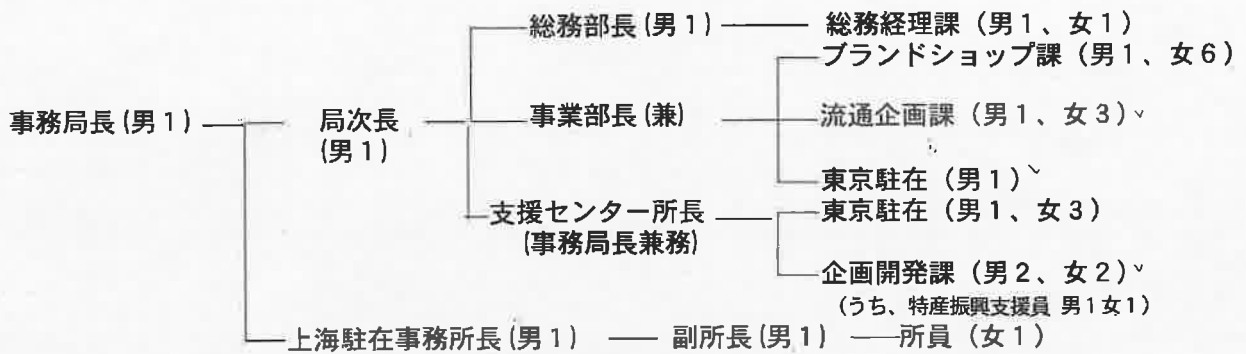 総務部長(男1) 総務経理課(男1、女1)
ブランドショップ課(男1、女6)
事務局長(男1) 局次長 事業部長(兼) 流通企画課(男1、女3)
(男1)
東京駐在(男1)
支援センター所長 東京駐在(男1、女3)
(事務局長兼務)
企画開発課(男2、女2)
(うち、特産振興支援員 男1女1)
上海駐在事務所長(男1) 副所長(男1) 所員(女1)